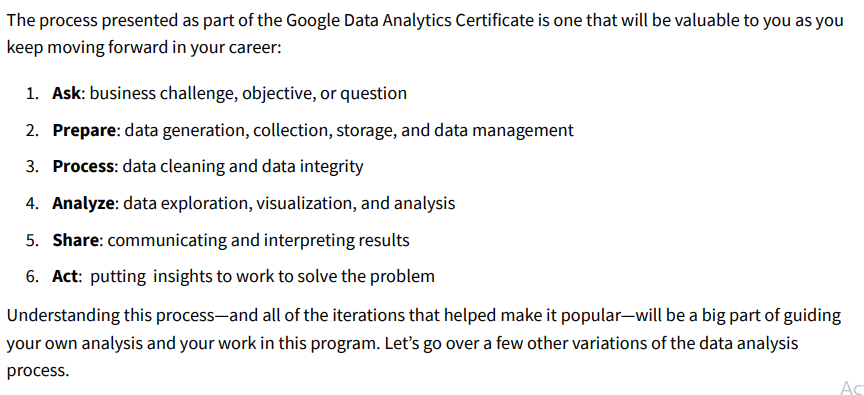 The process presented as part of the Google Data Analytics Certificate is one that will be valuable to you as you
keep moving forward in your career:
1. Ask: business challenge, objective, or question
2. Prepare: data generation, collection, storage, and data management
3. Process: data cleaning and data integrity
4. Analyze: data exploration, visualization, and analysis
5. Share: communicating and interpreting results
6. Act: putting insights to work to solve the problem
Understanding this process—and all of the iterations that helped make it popular—will be a big part of guiding
your own analysis and your work in this program. Let’s go over a few other variations of the data analysis
process.